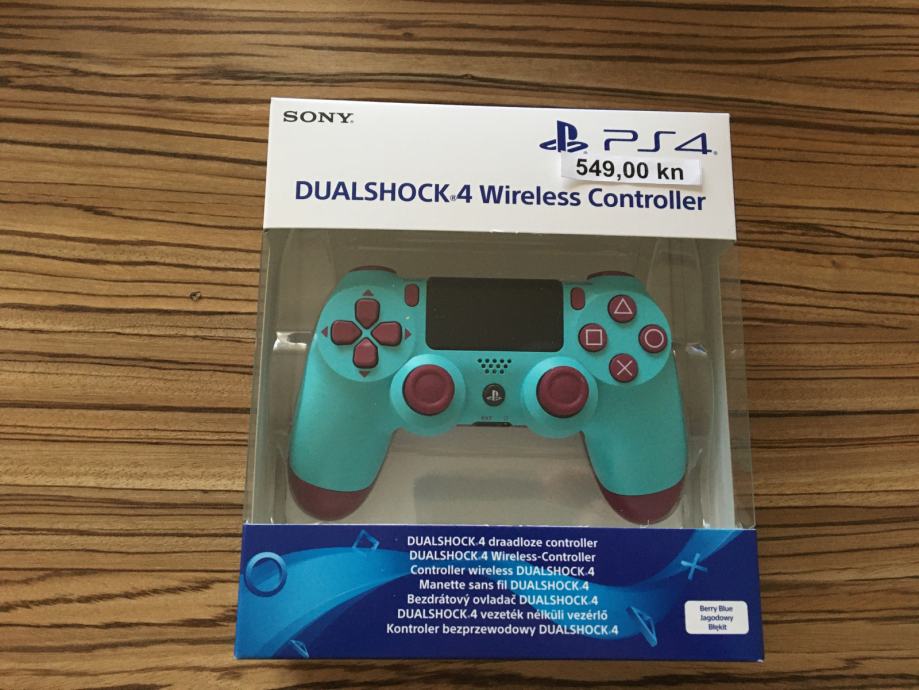 SONY
PS4
549,00 kn
DUALSHOCK®4 Wireless Controller
DUALSHOCK®4 draadloze controller
DUALSHOCK®4 Wireless-Controller
Controller wireless DUALSHOCK®4
Manette sans fil DUALSHOCK®4
Bezdrátový ovladač DUALSHOCK®4
DUALSHOCK®4 vezeték nélküli vezérlő
Kontroler bezprzewodowy DUALSHOCK®4
Berry Blue
Jagodowy
Błękit